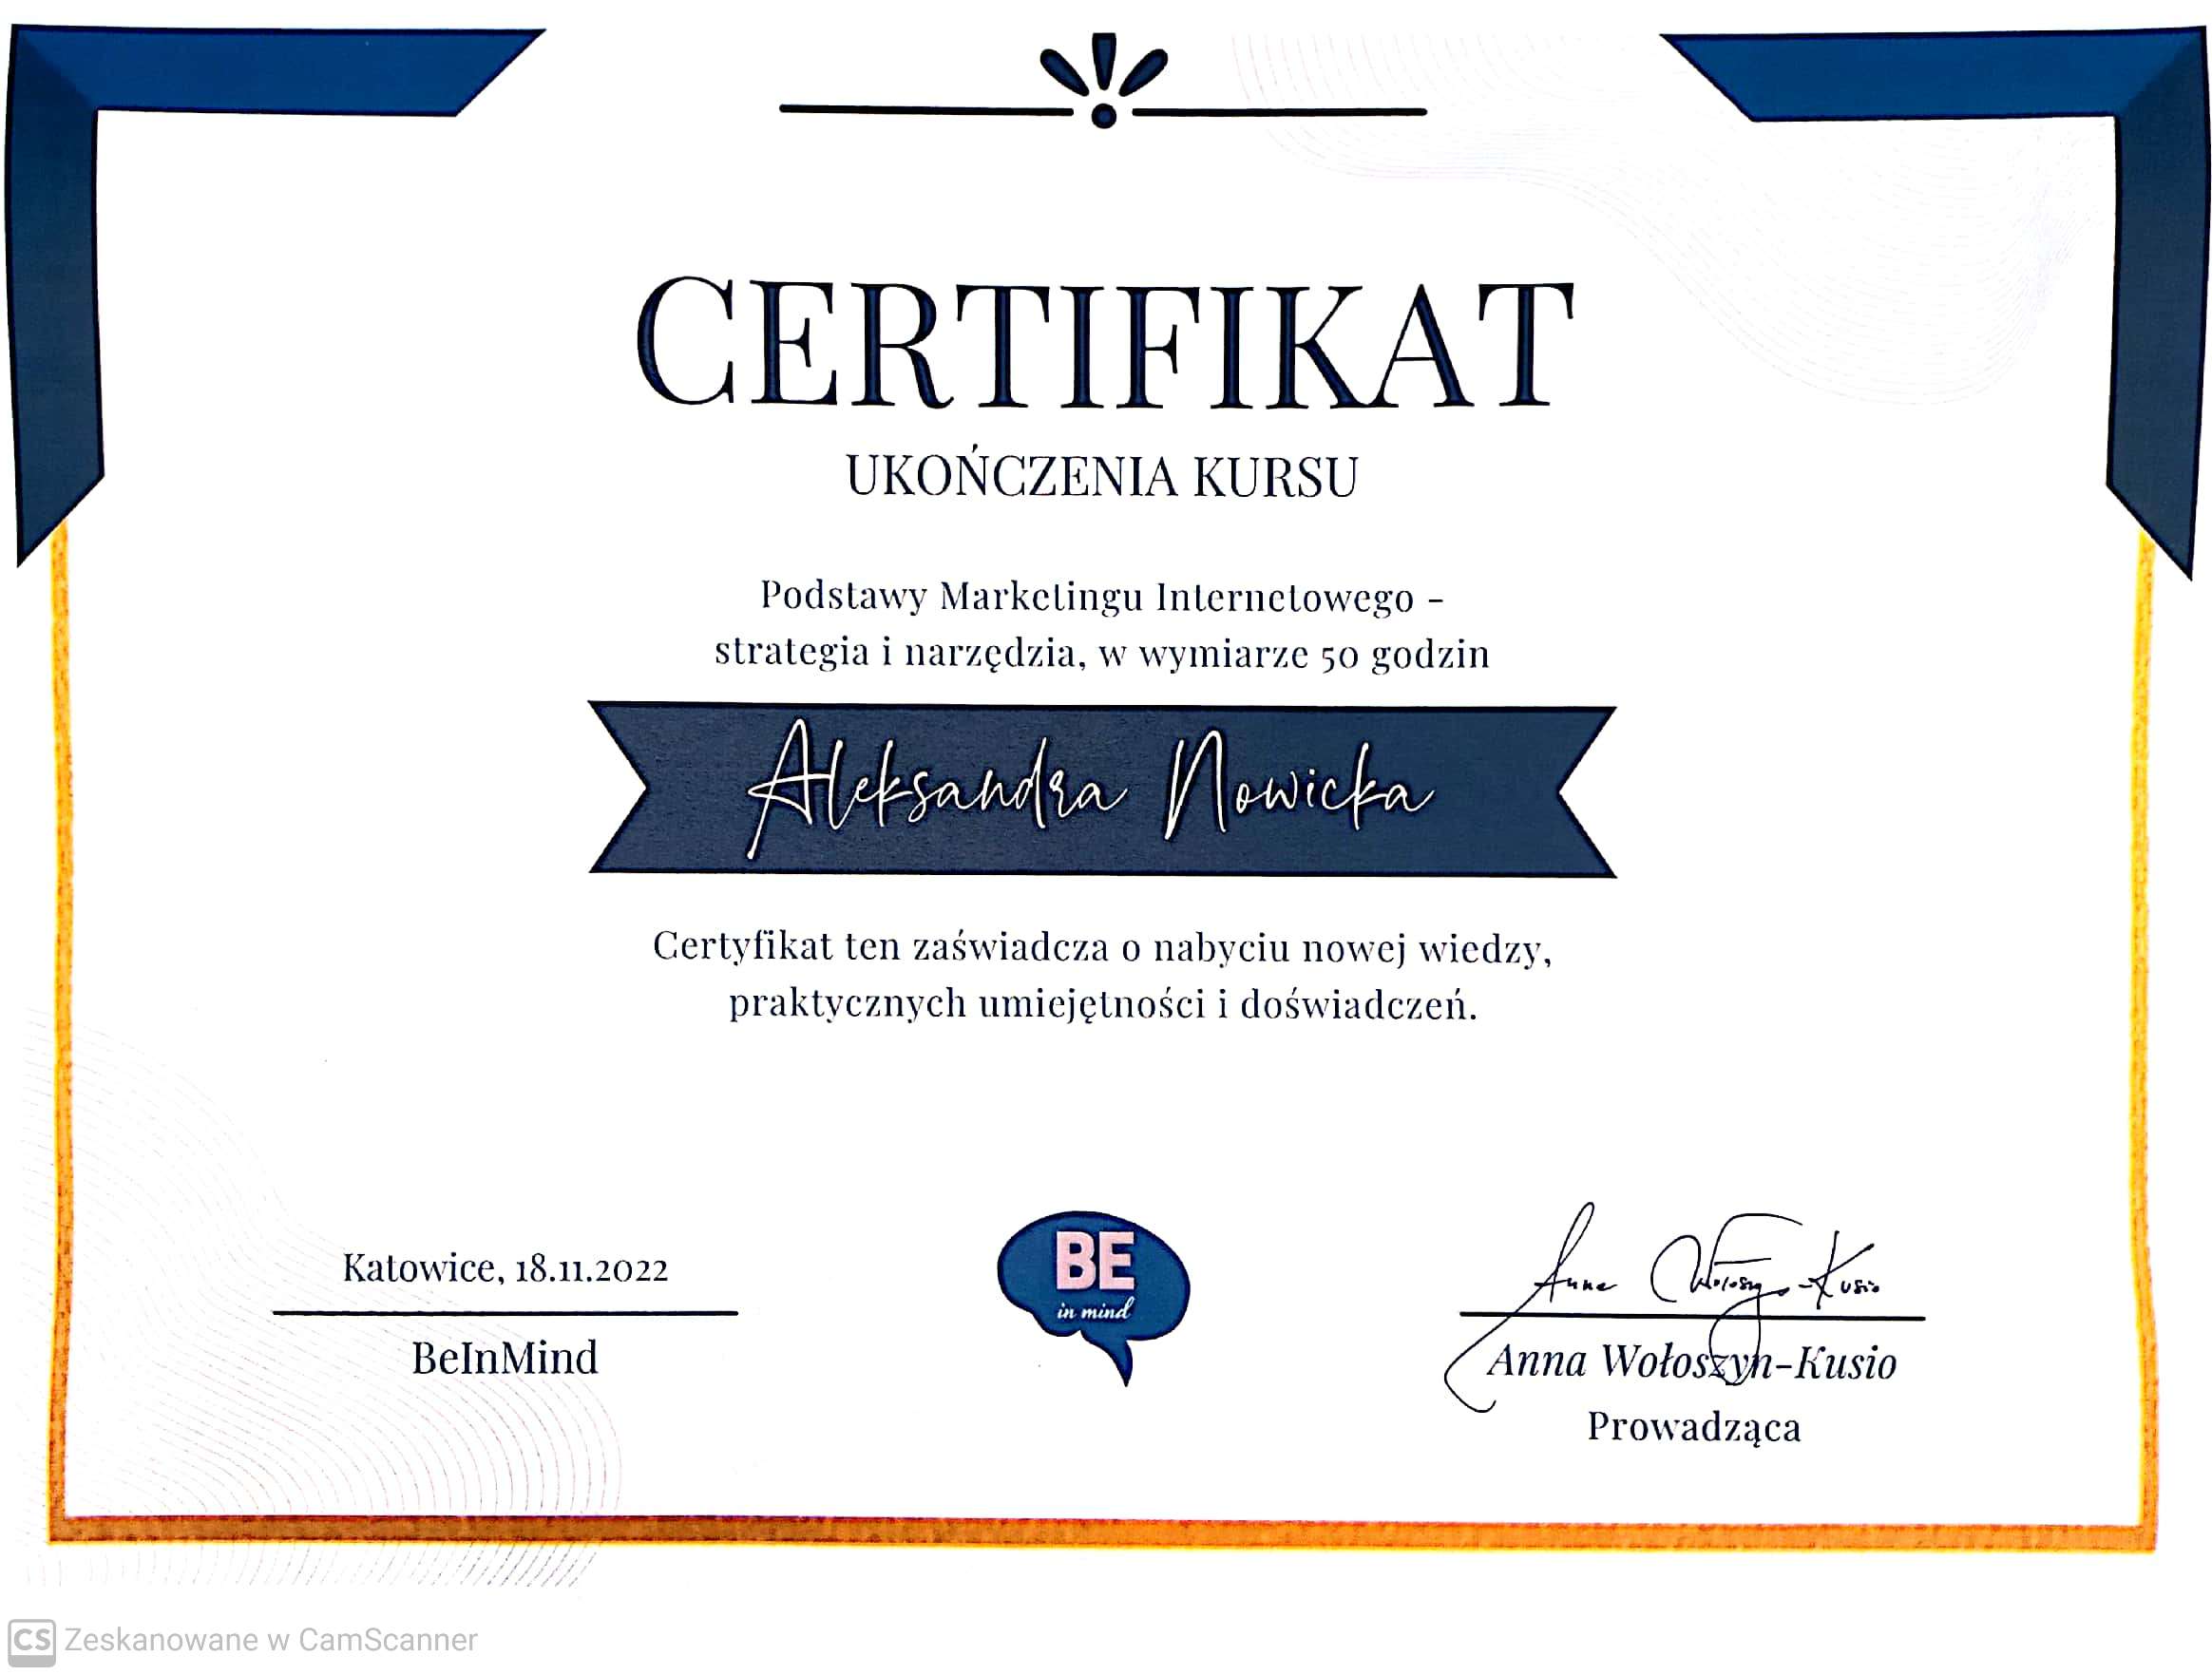 CERTIFIKAT
UKOŃCZENIA KURSU
Podstawy Marketingu Internetowego -
strategia i narzędzia, w wymiarze 50 godzin
Aleksandra Nowicka
Certyfikat ten zaświadcza o nabyciu nowej wiedzy,
praktycznych umiejętności i doświadczeń.
Katowice, 18.11.2022
BeInMind
BE
in mind
Anna Wołoszyn-Kusio
Anna Wołoszyn-Kusio
Prowadząca
CS Zeskanowane w CamScanner